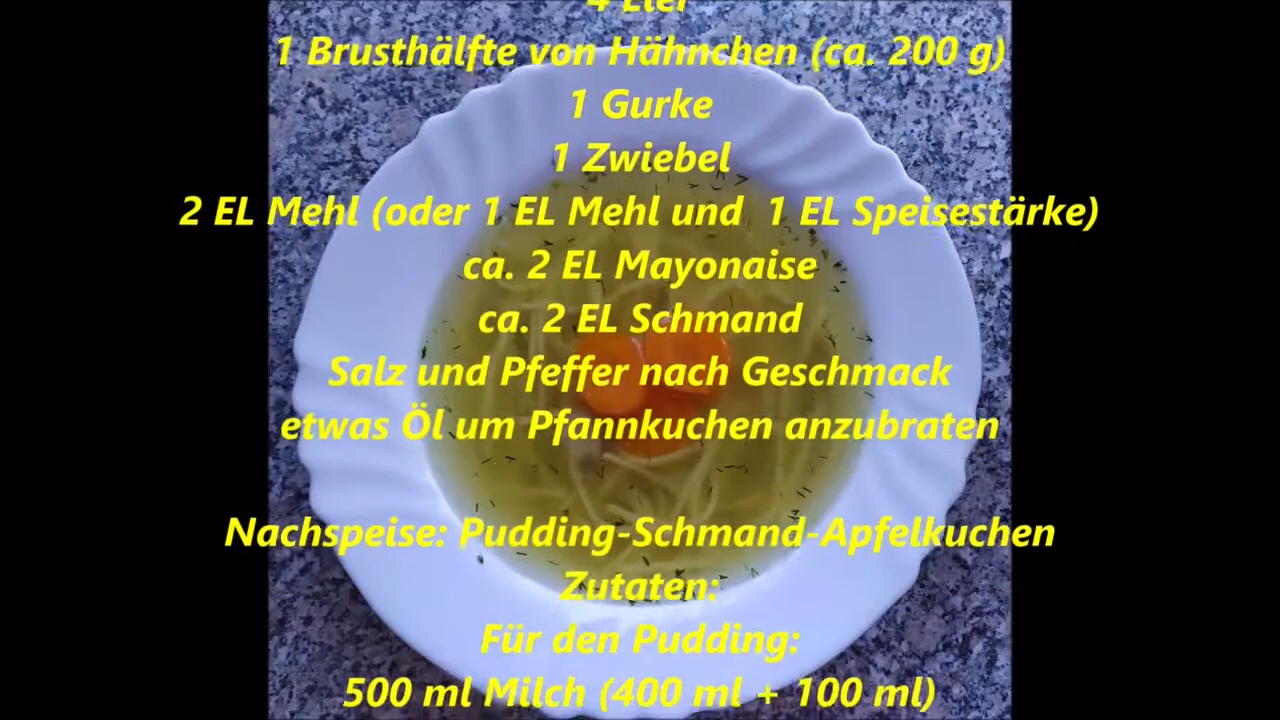 4 Eier
1 Brusthälfte von Hähnchen (ca. 200 g)
1 Gurke
1 Zwiebel
2 EL Mehl (oder 1 EL Mehl und 1 EL Speisestärke)
ca. 2 EL Mayonaise
ca. 2 EL Schmand
Salz und Pfeffer nach Geschmack
etwas Öl um Pfannkuchen anzubraten
Nachspeise: Pudding-Schmand-Apfelkuchen
Zutaten:
Für den Pudding:
500 ml Milch (400 ml + 100 ml)